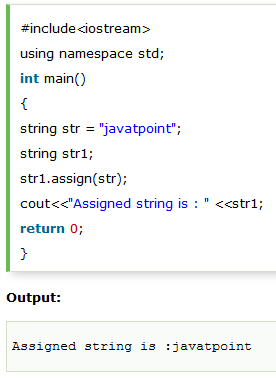 #include<iostream>
using namespace std;
int main()
{
string str = "javatpoint";
string str1;
str1.assign(str);
cout<<"Assigned string is : " <<str1;
return 0;
}
Output:
Assigned string is :javatpoint